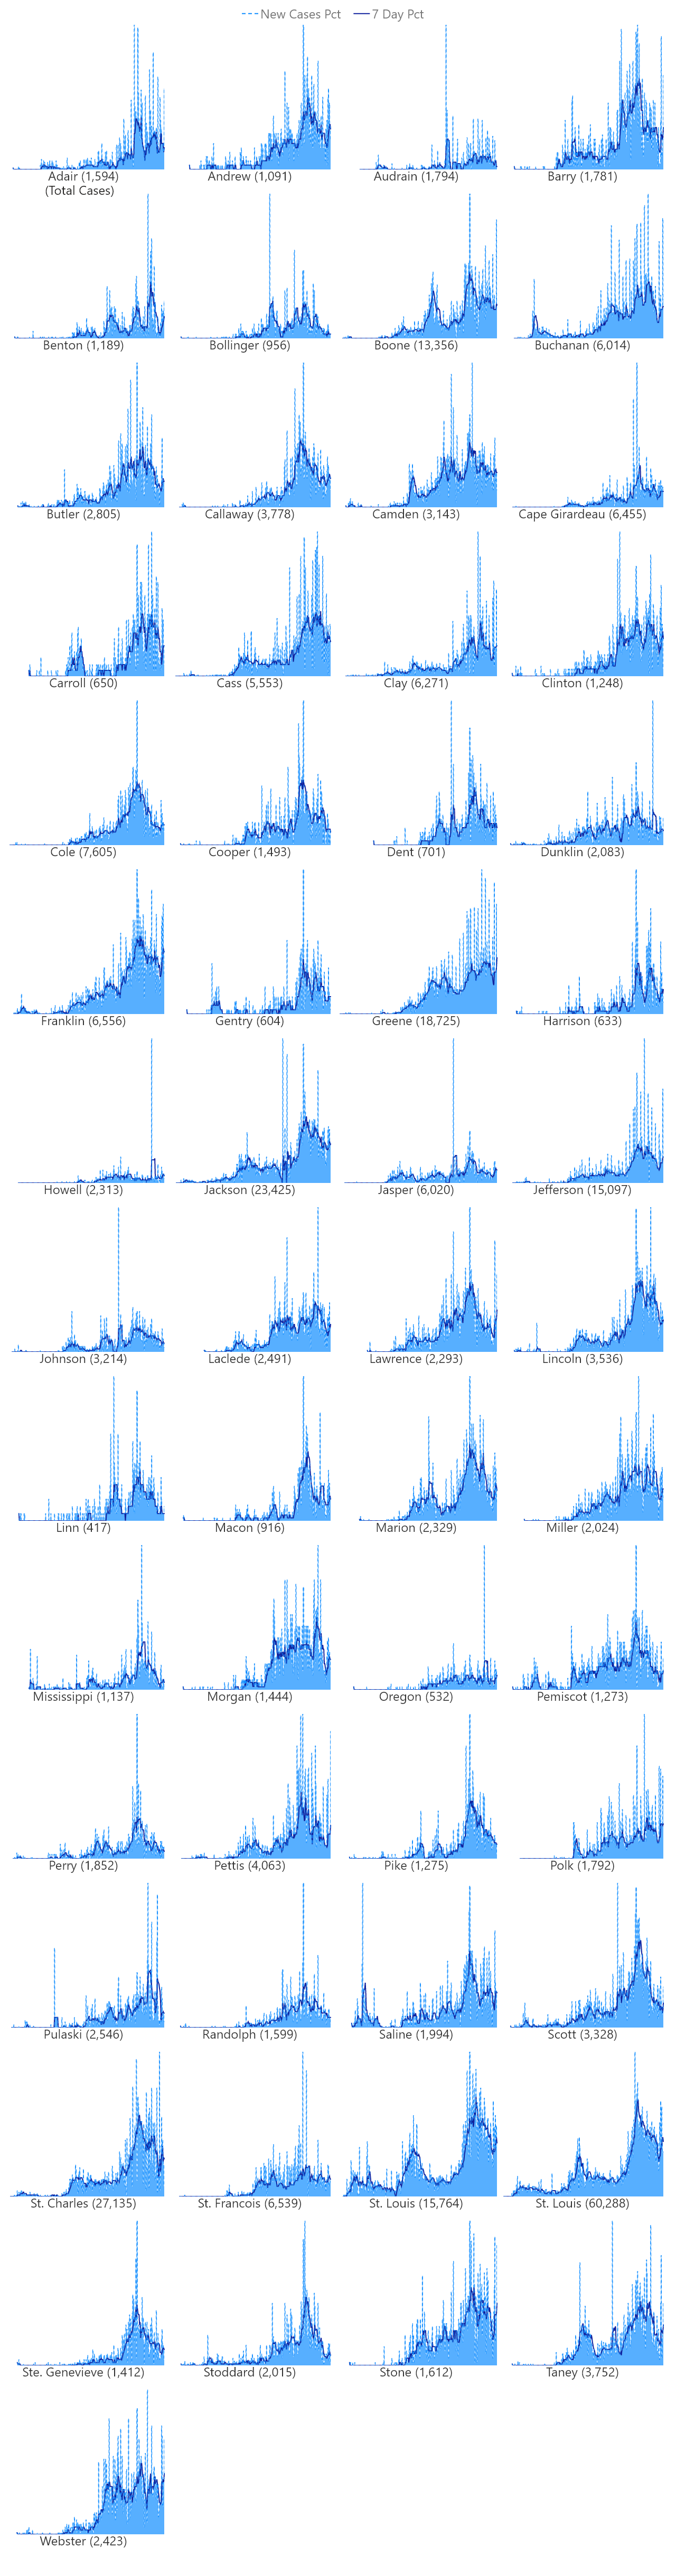 New Cases Pct 7 Day Pct
Adair (1,594) Andrew (1,091) Audrain (1,794) Barry (1,781)
(Total Cases)
Benton (1,189) Bollinger (956) Boone (13,356) Buchanan (6,014)
Butler (2,805) Callaway (3,778) Camden (3,143) Cape Girardeau (6,455)
Carroll (650) Cass (5,553) Clay (6,271) Clinton (1,248)
Cole (7,605) Cooper (1,493) Dent (701) Dunklin (2,083)
Franklin (6,556) Gentry (604) Greene (18,725) Harrison (633)
Howell (2,313) Jackson (23,425) Jasper (6,020) Jefferson (15,097)
Johnson (3,214) Laclede (2,491) Lawrence (2,293) Lincoln (3,536)
Linn (417) Macon (916) Marion (2,329) Miller (2,024)
Mississippi (1,137) Morgan (1,444) Oregon (532) Pemiscot (1,273)
Perry (1,852) Pettis (4,063) Pike (1,275) Polk (1,792)
Pulaski (2,546) Randolph (1,599) Saline (1,994) Scott (3,328)
St. Charles (27,135) St. Francois (6,539) St. Louis (15,764) St. Louis (60,288)
Ste. Genevieve (1,412) Stoddard (2,015) Stone (1,612) Taney (3,752)
Webster (2,423)